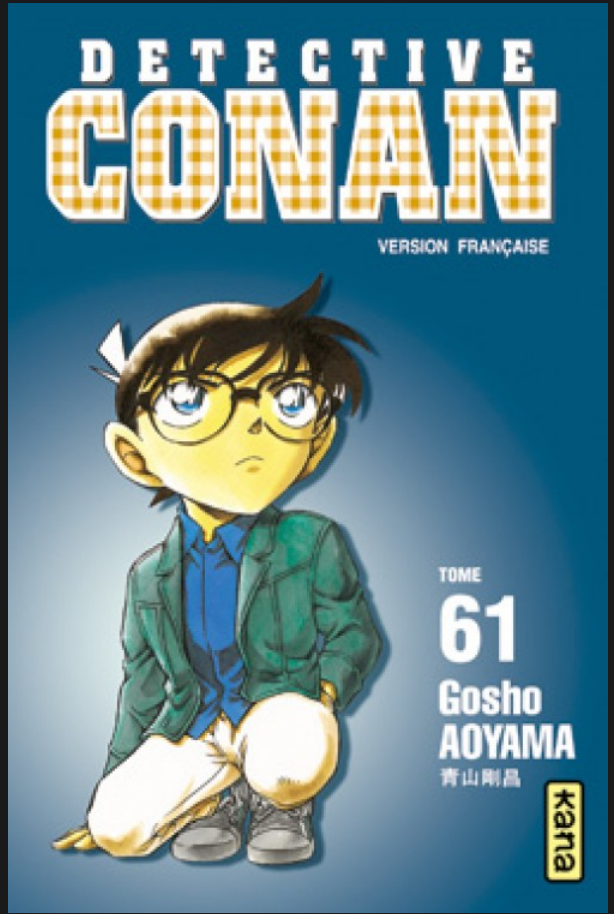 DETECTIVE
CONAN
VERSION FRANÇAISE
TOME
61
Gosho
AOYAMA
青山剛昌
kana